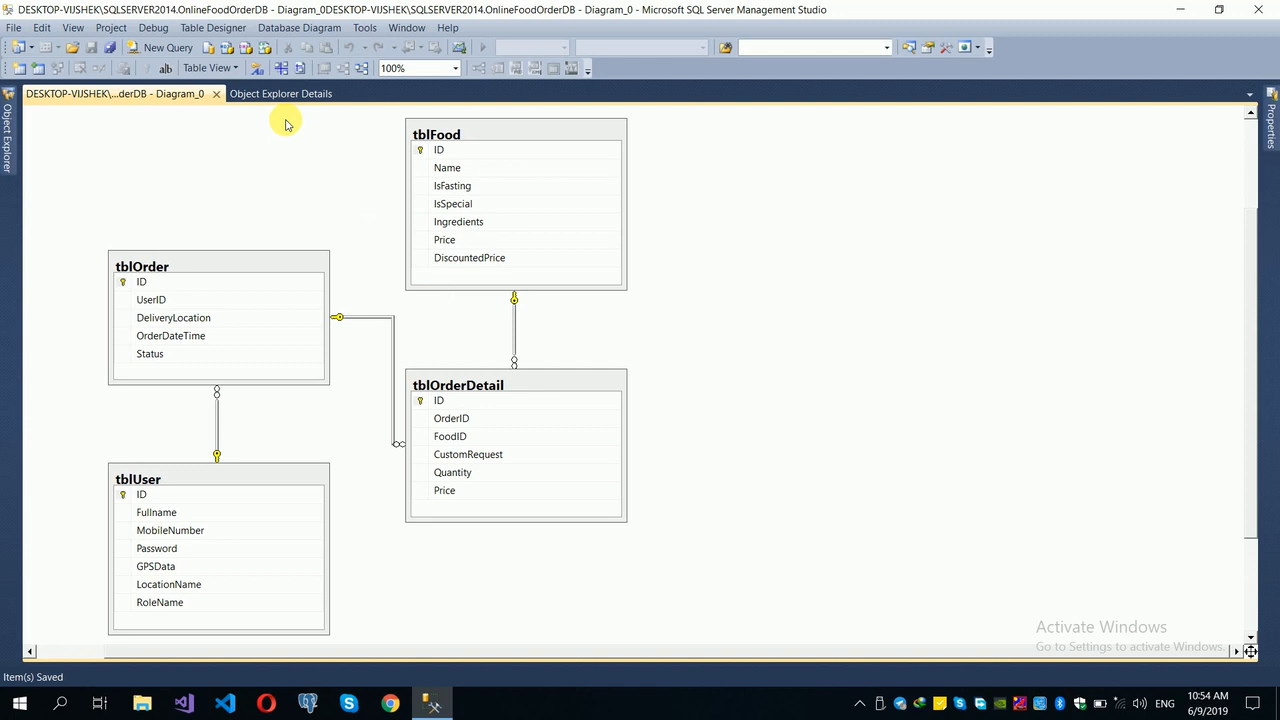 DESKTOP-VIJSHEK\SQLSERVER2014.OnlineFoodOrderDB - Diagram_0DESKTOP-VIJSHEK\SQLSERVER2014.OnlineFoodOrderDB - Diagram_0 - Microsoft SQL Server Management Studio
File Edit View Project Debug Table Designer Database Diagram Tools Window Help
New Query
ab Table View 100%
DESKTOP-VIJSHEK\...derDB - Diagram_0 Object Explorer Details
Object Explorer
Properties
tblFood
ID
Name
IsFasting
IsSpecial
Ingredients
Price
DiscountedPrice
tblOrder
ID
UserID
DeliveryLocation
OrderDateTime
Status
tblOrderDetail
ID
OrderID
FoodID
CustomRequest
Quantity
Price
tblUser
ID
Fullname
MobileNumber
Password
GPSData
LocationName
RoleName
Activate Windows
Go to Settings to activate Windows.
Item(s) Saved
ENG
10:54 AM
6/9/2019